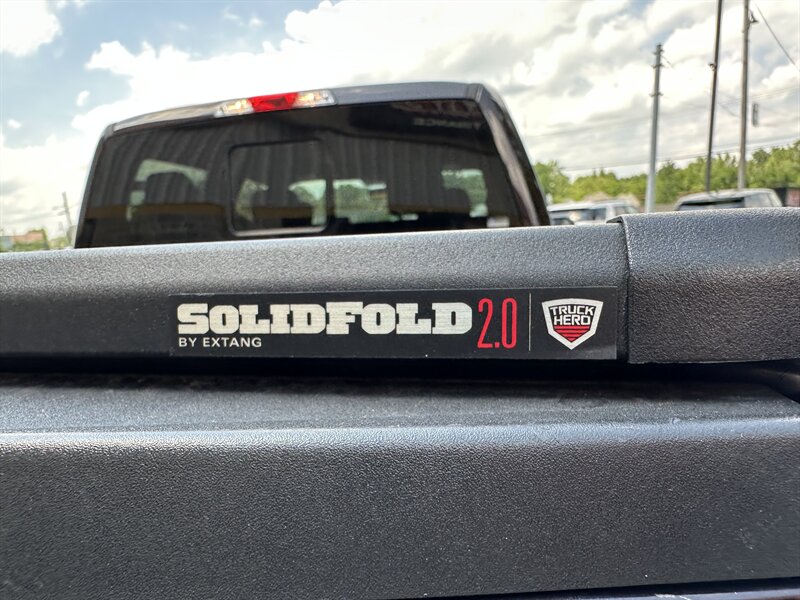 SOLIDFOLD 2.0
BY EXTANG
TRUCK
HERO